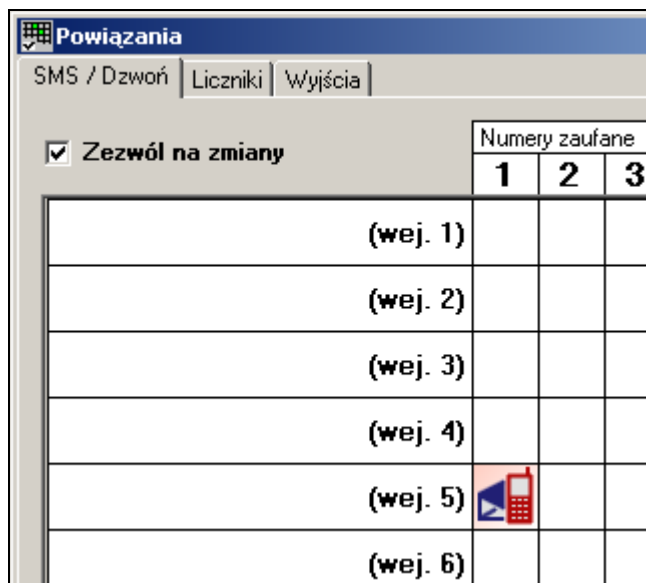 Powiązania
SMS / Dzwoń Liczniki Wyjścia
Zezwól na zmiany
Numery zaufane
1 2 3
(wej. 1)
(wej. 2)
(wej. 3)
(wej. 4)
(wej. 5)
(wej. 6)